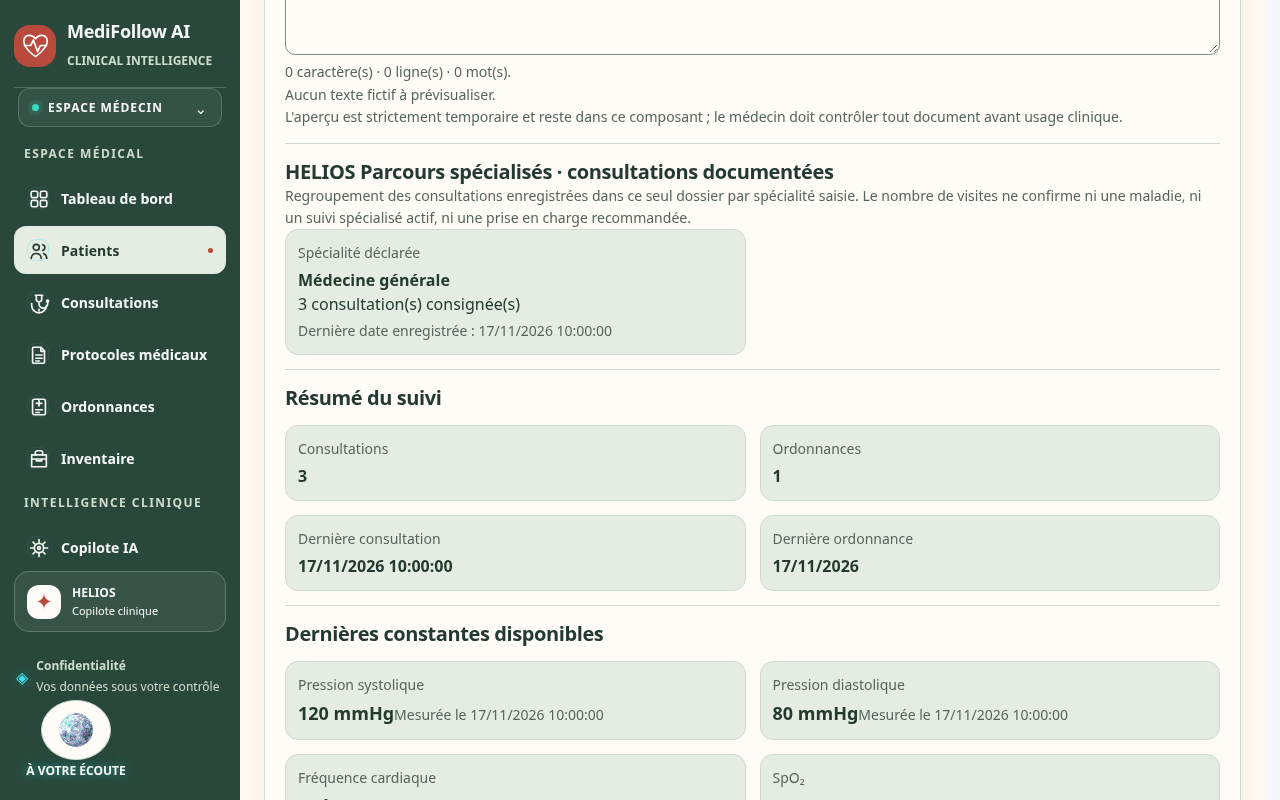 MediFollow AI
CLINICAL INTELLIGENCE
ESPACE MÉDECIN
ESPACE MÉDICAL
Tableau de bord
Patients
Consultations
Protocoles médicaux
Ordonnances
Inventaire
INTELLIGENCE CLINIQUE
Copilote IA
HELIOS
Copilote clinique
Confidentialité
Vos données sous votre contrôle
À VOTRE ÉCOUTE
0 caractère(s) · 0 ligne(s) · 0 mot(s).
Aucun texte fictif à prévisualiser.
L'aperçu est strictement temporaire et reste dans ce composant ; le médecin doit contrôler tout document avant usage clinique.
HELIOS Parcours spécialisés · consultations documentées
Regroupement des consultations enregistrées dans ce seul dossier par spécialité saisie. Le nombre de visites ne confirme ni une maladie, ni
un suivi spécialisé actif, ni une prise en charge recommandée.
Spécialité déclarée
Médecine générale
3 consultation(s) consignée(s)
Dernière date enregistrée : 17/11/2026 10:00:00
Résumé du suivi
Consultations
3
Ordonnances
1
Dernière consultation
17/11/2026 10:00:00
Dernière ordonnance
17/11/2026
Dernières constantes disponibles
Pression systolique
120 mmHgMesurée le 17/11/2026 10:00:00
Pression diastolique
80 mmHgMesurée le 17/11/2026 10:00:00
Fréquence cardiaque
SpO₂